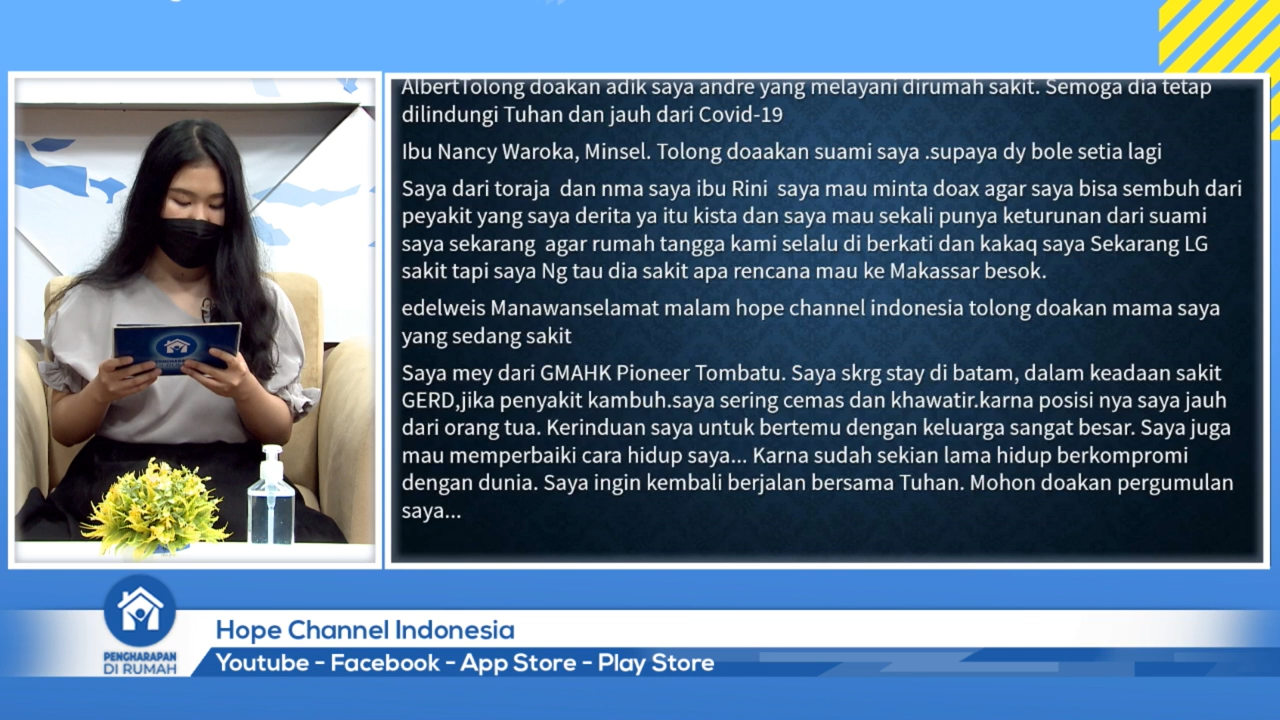 AlbertTolong doakan adik saya andre yang melayani dirumah sakit. Semoga dia tetap
dilindungi Tuhan dan jauh dari Covid-19
Ibu Nancy Waroka, Minsel. Tolong doaakan suami saya .supaya dy bole setia lagi
Saya dari toraja  dan nma saya ibu Rini  saya mau minta doax agar saya bisa sembuh dari
peyakit yang saya derita ya itu kista dan saya mau sekali punya keturunan dari suami
saya sekarang  agar rumah tangga kami selalu di berkati dan kakaq saya Sekarang LG
sakit tapi saya Ng tau dia sakit apa rencana mau ke Makassar besok.
edelweis Manawanselamat malam hope channel indonesia tolong doakan mama saya
yang sedang sakit
Saya mey dari GMAHK Pioneer Tombatu. Saya skrg stay di batam, dalam keadaan sakit
GERD,jika penyakit kambuh.saya sering cemas dan khawatir.karna posisi nya saya jauh
dari orang tua. Kerinduan saya untuk bertemu dengan keluarga sangat besar. Saya juga
mau memperbaiki cara hidup saya... Karna sudah sekian lama hidup berkompromi
dengan dunia. Saya ingin kembali berjalan bersama Tuhan. Mohon doakan pergumulan
saya...
PENGHARAPAN
DI RUMAH
Hope Channel Indonesia
Youtube - Facebook - App Store - Play Store